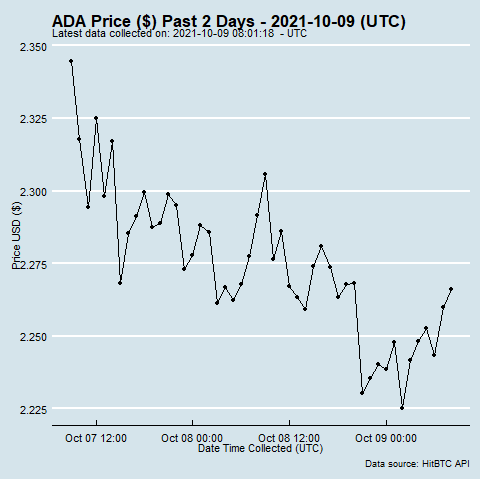 ADA Price ($) Past 2 Days - 2021-10-09 (UTC)
Latest data collected on: 2021-10-09 08:01:18  - UTC
2.350
2.325
2.300
2.275
2.250
2.225
Price USD ($)
Oct 07 12:00
Oct 08 00:00
Oct 08 12:00
Oct 09 00:00
Date Time Collected (UTC)
Data source: HitBTC API